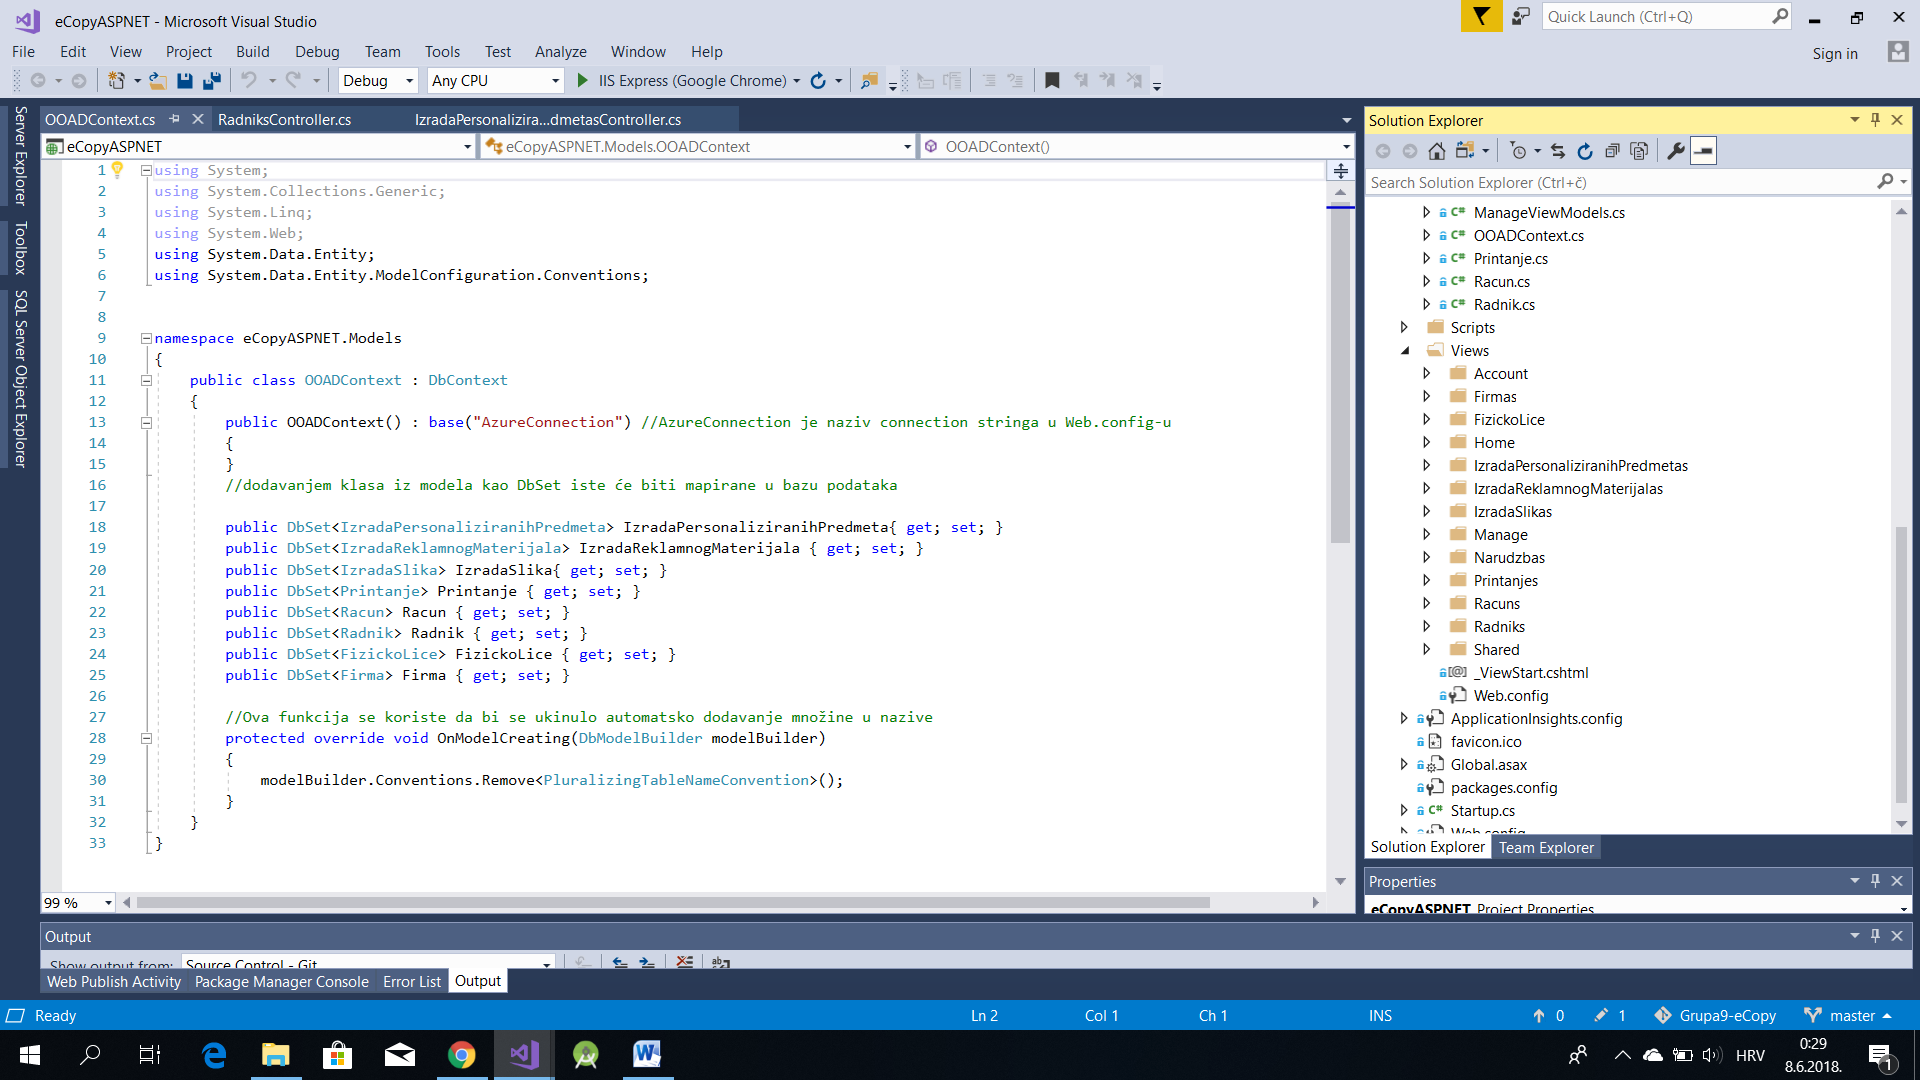 eCopyASPNET - Microsoft Visual Studio
Quick Launch (Ctrl+Q)
File Edit View Project Build Debug Team Tools Test Analyze Window Help
Sign in
Debug
Any CPU
IIS Express (Google Chrome)
Server Explorer
Toolbox
SQL Server Object Explorer
OOADContext.cs
RadniksController.cs
IzradaPersonalizira...dmetasController.cs
eCopyASPNET
eCopyASPNET.Models.OOADContext
OOADContext()
1 using System;
2 using System.Collections.Generic;
3 using System.Linq;
4 using System.Web;
5 using System.Data.Entity;
6 using System.Data.Entity.ModelConfiguration.Conventions;
7
8
9 namespace eCopyASPNET.Models
10 {
11 public class OOADContext : DbContext
12 {
13 public OOADContext() : base("AzureConnection") //AzureConnection je naziv connection stringa u Web.config-u
14 {
15 }
16 //dodavanjem klasa iz modela kao DbSet iste će biti mapirane u bazu podataka
17
18 public DbSet<IzradaPersonaliziranihPredmeta> IzradaPersonaliziranihPredmeta{ get; set; }
19 public DbSet<IzradaReklamnogMaterijala> IzradaReklamnogMaterijala { get; set; }
20 public DbSet<IzradaSlika> IzradaSlika{ get; set; }
21 public DbSet<Printanje> Printanje { get; set; }
22 public DbSet<Racun> Racun { get; set; }
23 public DbSet<Radnik> Radnik { get; set; }
24 public DbSet<FizickoLice> FizickoLice { get; set; }
25 public DbSet<Firma> Firma { get; set; }
26
27 //Ova funkcija se koriste da bi se ukinulo automatsko dodavanje množine u nazive
28 protected override void OnModelCreating(DbModelBuilder modelBuilder)
29 {
30 modelBuilder.Conventions.Remove<PluralizingTableNameConvention>();
31 }
32 }
33 }
99 %
Solution Explorer
Search Solution Explorer (Ctrl+č)
C# ManageViewModels.cs
C# OOADContext.cs
C# Printanje.cs
C# Racun.cs
C# Radnik.cs
Scripts
Views
Account
Firmas
FizickoLice
Home
IzradaPersonaliziranihPredmetas
IzradaReklamnogMaterijalas
IzradaSlikas
Manage
Narudzbas
Printanjes
Racuns
Radniks
Shared
[@] _ViewStart.cshtml
Web.config
ApplicationInsights.config
favicon.ico
Global.asax
packages.config
C# Startup.cs
Web.config
Solution Explorer
Team Explorer
Properties
eCopyASPNET Project Properties
Output
Show output from: Source Control - Git
Web Publish Activity
Package Manager Console
Error List
Output
Ready
Ln 2
Col 1
Ch 1
INS
0
1
Grupa9-eCopy
master
HRV
0:29
8.6.2018.
1